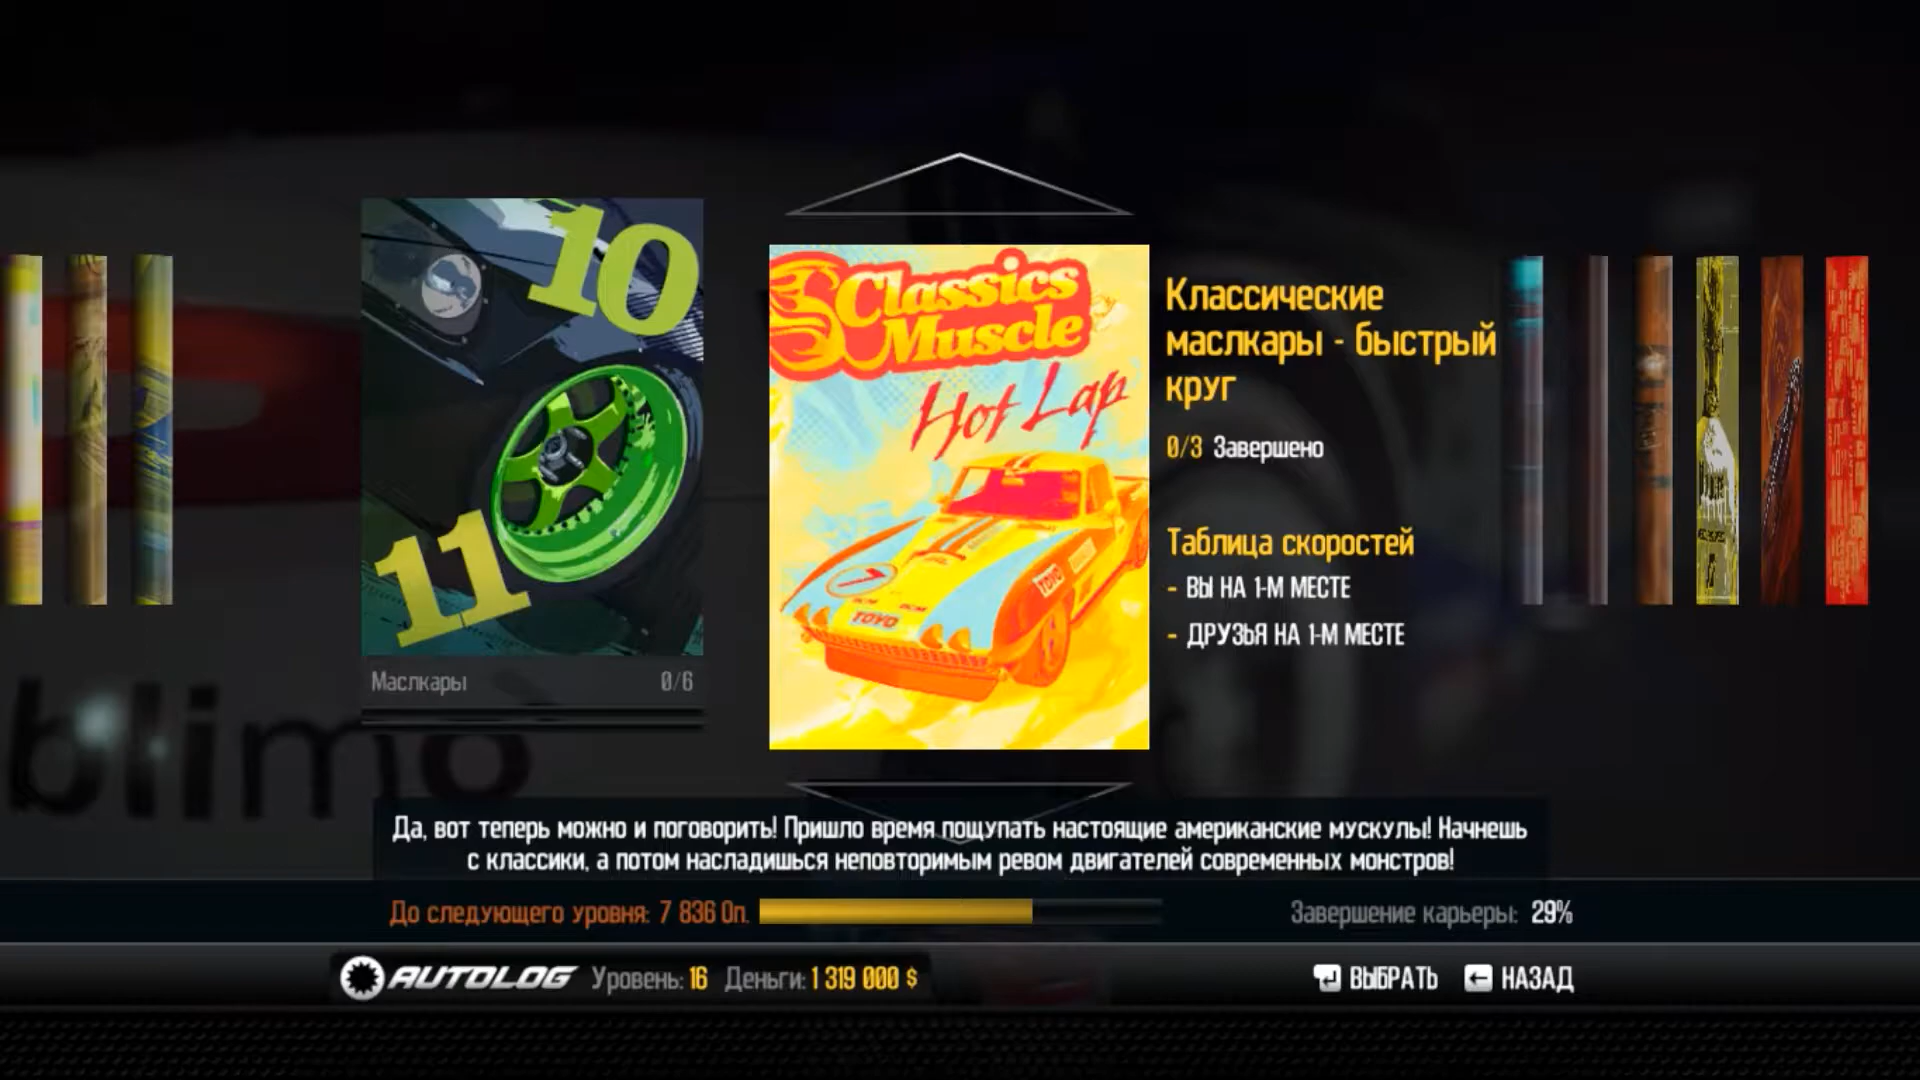 10
11
Маслкары 0/6
Classics
Muscle
Hot Lap
TOYO
TOYO
Классические
маслкары - быстрый
круг
0/3 Завершено
Таблица скоростей
- ВЫ НА 1-М МЕСТЕ
- ДРУЗЬЯ НА 1-М МЕСТЕ
blimo
Да, вот теперь можно и поговорить! Пришло время пощупать настоящие американские мускулы! Начнешь
с классики, а потом насладишься неповторимым ревом двигателей современных монстров!
До следующего уровня: 7 836 Оп.
Завершение карьеры: 29%
AUTOLOG Уровень: 16 Деньги: 1 319 000 $
ВЫБРАТЬ НАЗАД